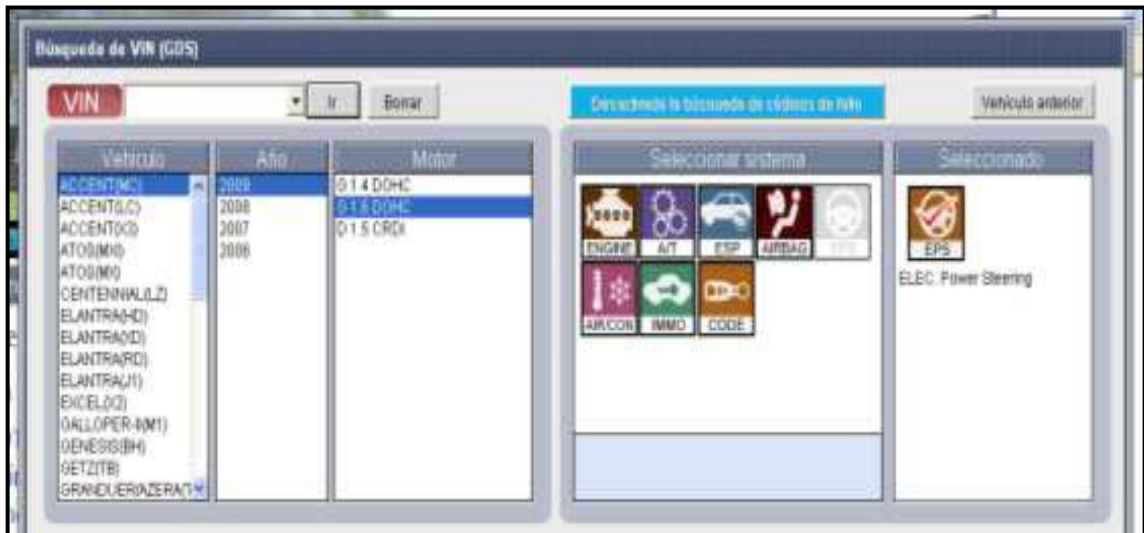 Búsqueda de VIN (GDS)
VIN
Ir
Borrar
Vehículo anterior
Vehículo
Año
Motor
Seleccionar sistema
Seleccionado
ACCENT(MC)
ACCENT(LC)
ACCENT(X3)
ATOS(MXI)
ATOS(MX)
CENTENNIAL(LZ)
ELANTRA(HD)
ELANTRA(XD)
ELANTRA(RD)
ELANTRA(J1)
EXCEL(X2)
GALLOPER-II(M1)
GENESIS(BH)
GETZ(TB)
2009
2008
2007
2006
G 1.4 DOHC
G 1.6 DOHC
D 1.5 CRDI
ENGINE
A/T
ESP
AIRBAG
EPS
AIR/CON
IMMO
CODE
EPS
ELEC. Power Steering